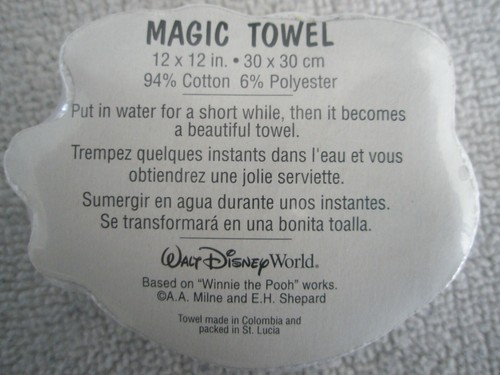 MAGIC TOWEL
12 x 12 in. • 30 x 30 cm
94% Cotton 6% Polyester
Put in water for a short while, then it becomes
a beautiful towel.
Trempez quelques instants dans l'eau et vous
obtiendrez une jolie serviette.
Sumergir en agua durante unos instantes.
Se transformará en una bonita toalla.
WALT DISNEY World®
Based on "Winnie the Pooh" works.
©A.A. Milne and E.H. Shepard
Towel made in Colombia and
packed in St. Lucia